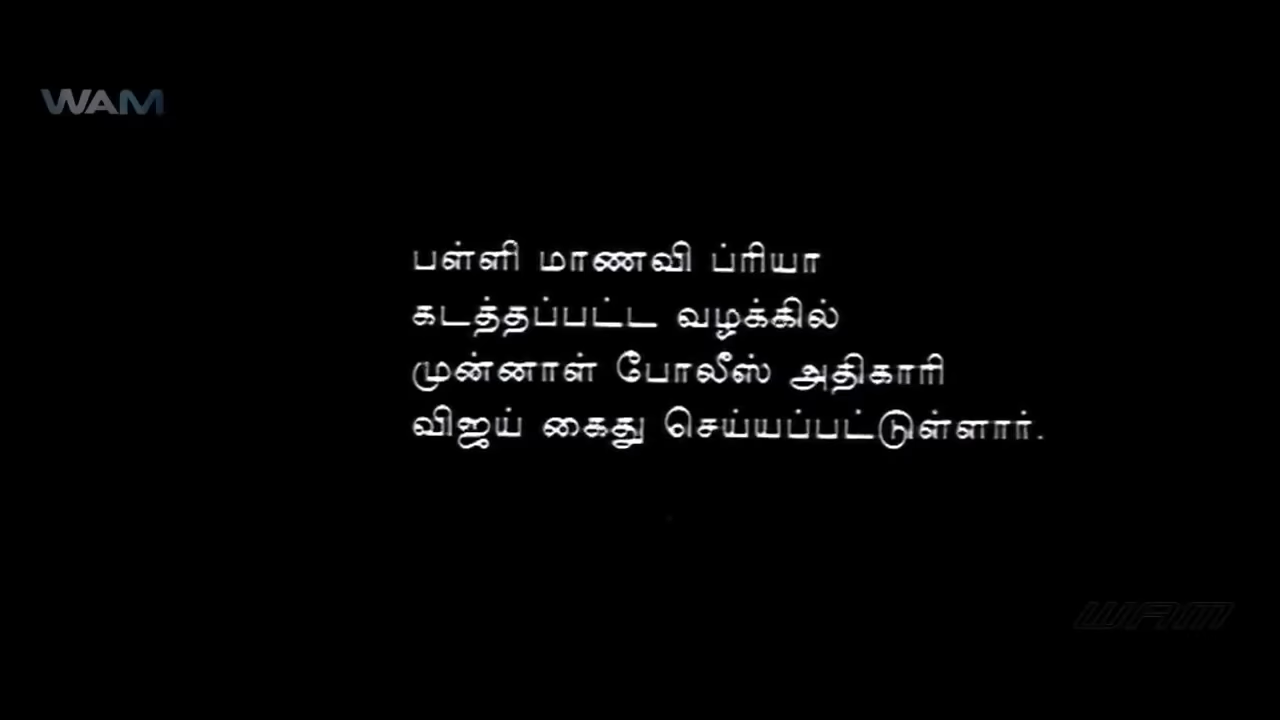 WAM
பள்ளி மாணவி ப்ரியா
கடத்தப்பட்ட வழக்கில்
முன்னாள் போலீஸ் அதிகாரி
விஜய் கைது செய்யப்பட்டுள்ளார்.
WAM